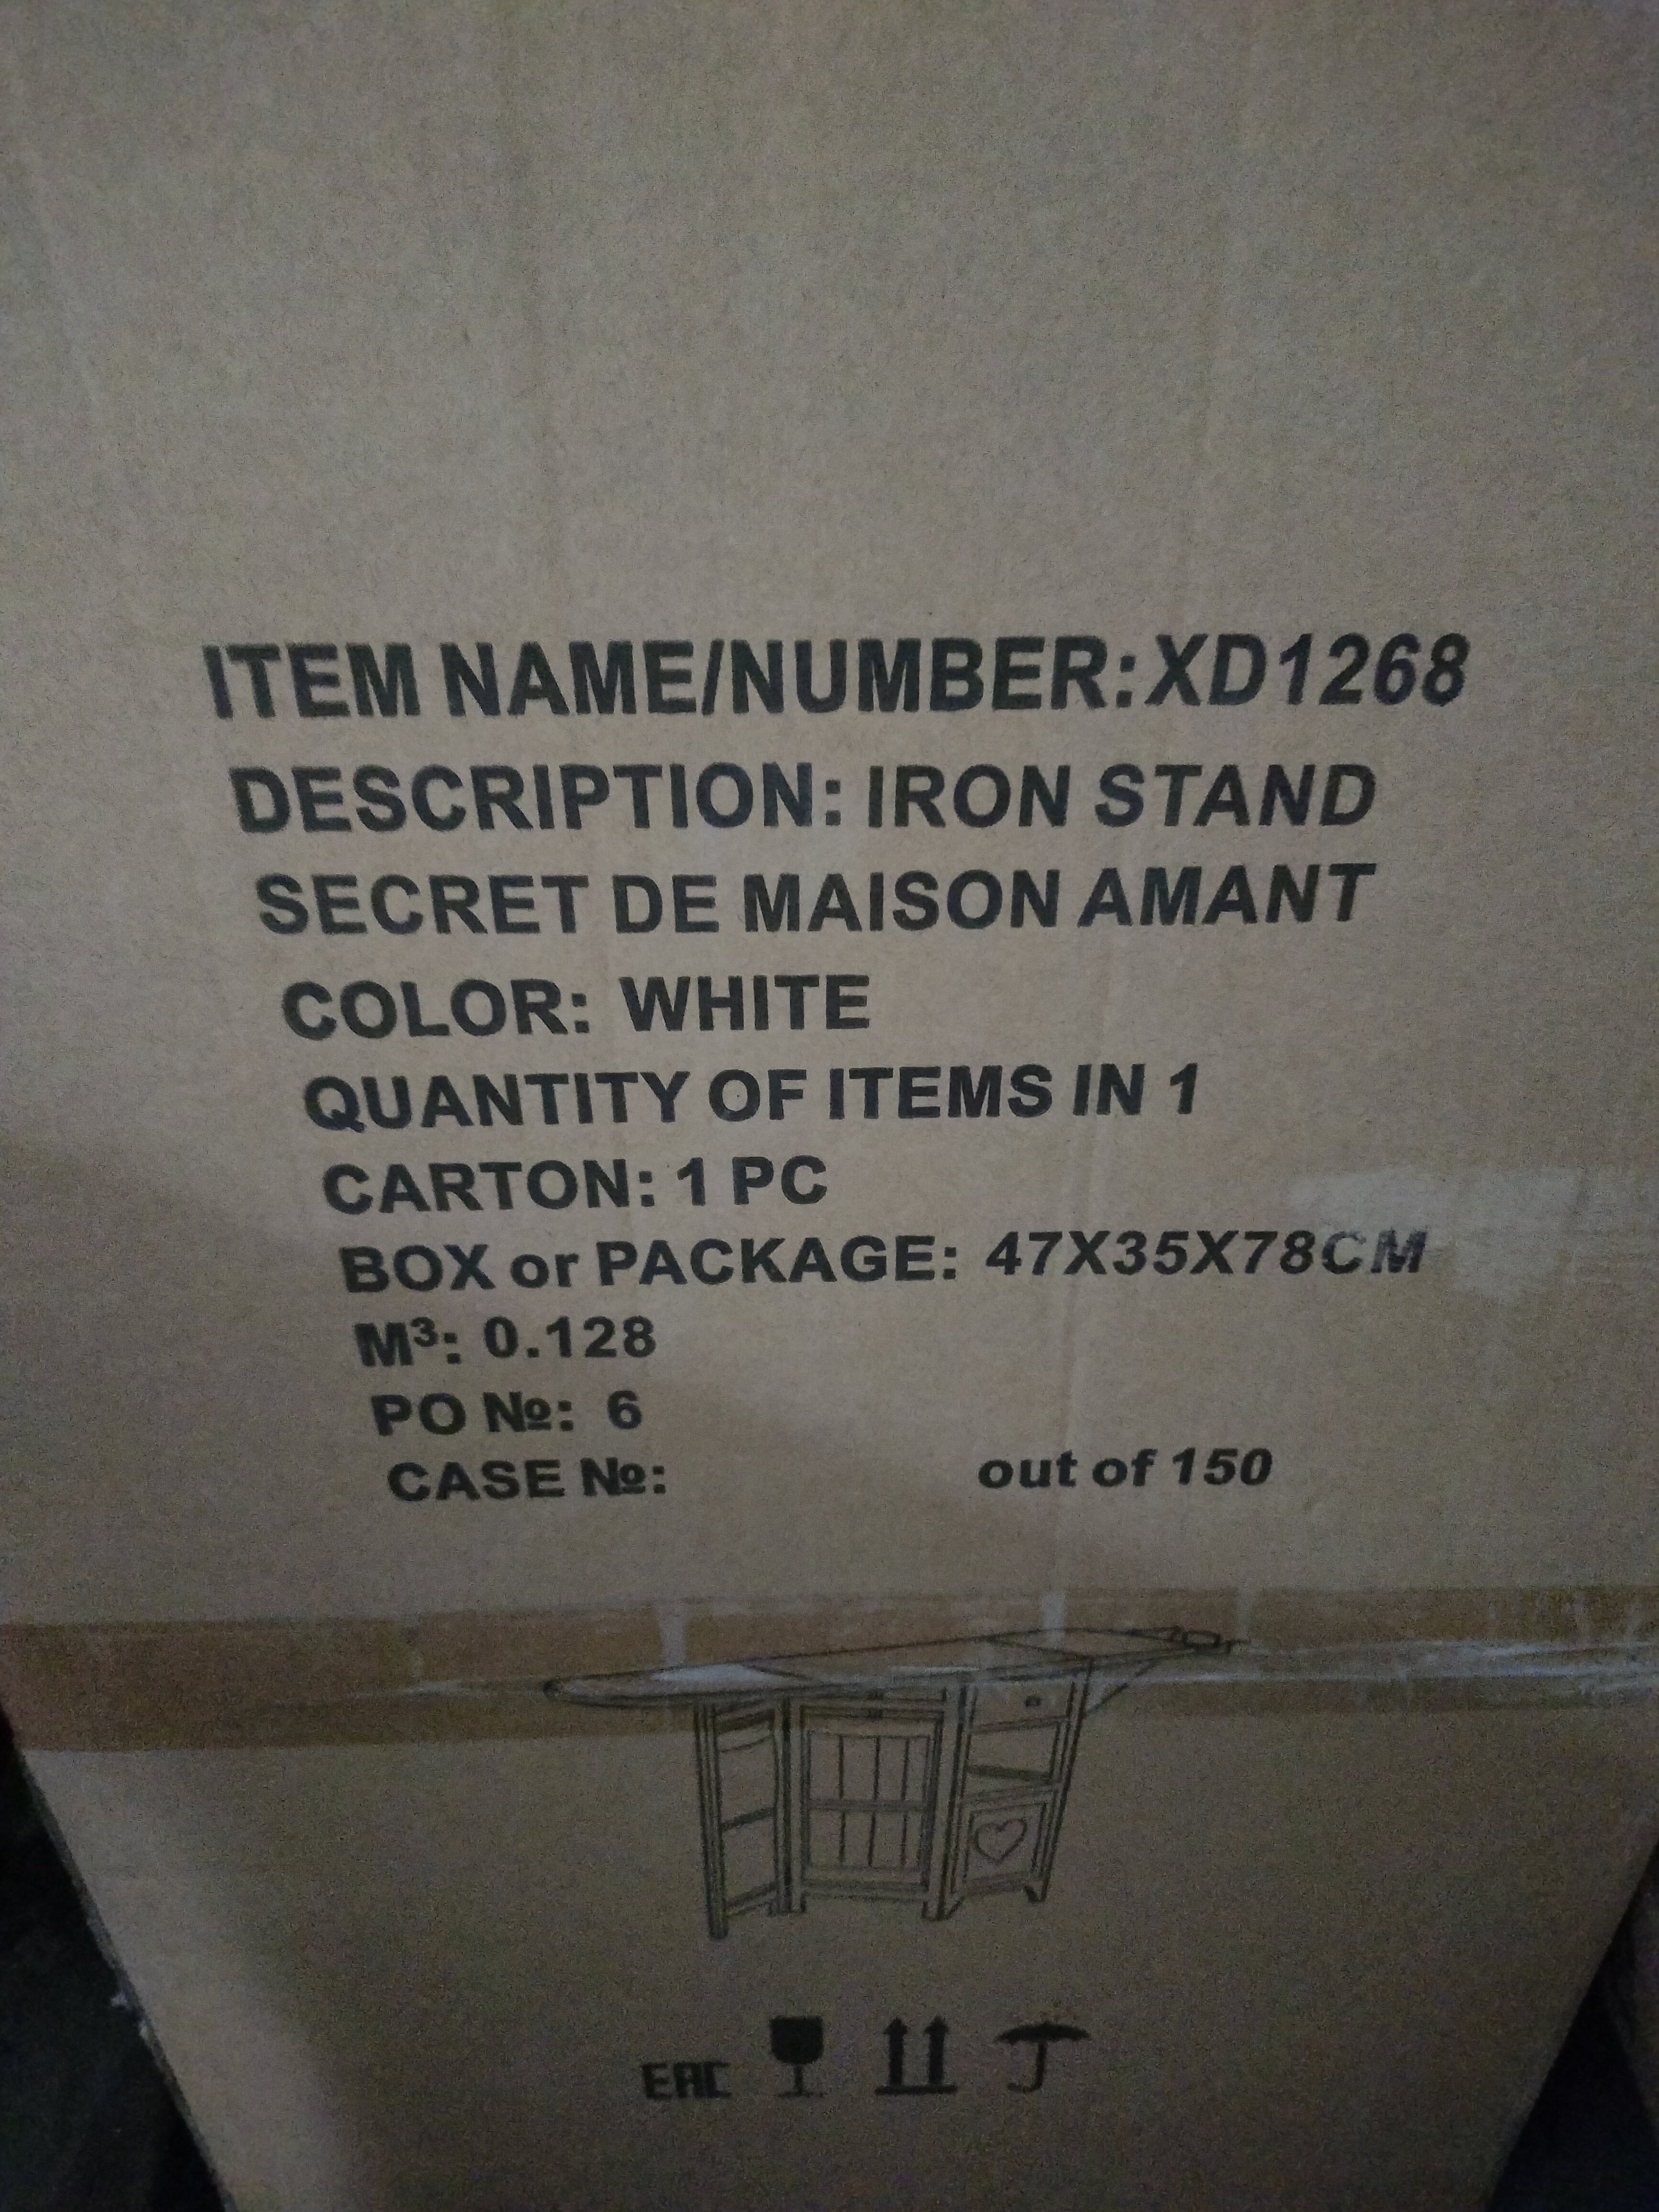 ITEM NAME/NUMBER:XD1268
DESCRIPTION: IRON STAND
SECRET DE MAISON AMANT
COLOR: WHITE
QUANTITY OF ITEMS IN 1
CARTON: 1 PC
BOX or PACKAGE: 47X35X78CM
M³: 0.128
PO №: 6
CASE №: out of 150
EAC